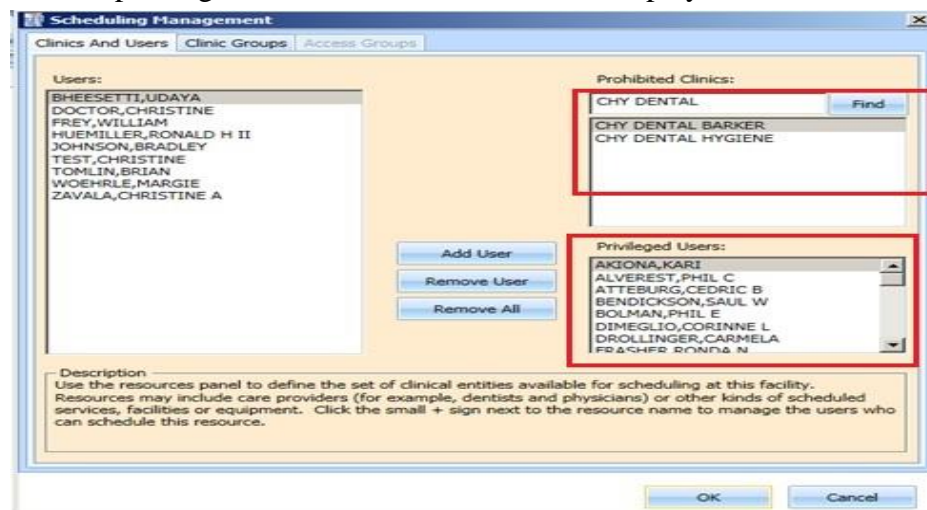 Scheduling Management
Clinics And Users Clinic Groups Access Groups
Users:
BHEESETTI,UDAYA
DOCTOR,CHRISTINE
FREY,WILLIAM
HUEMILLER,RONALD H II
JOHNSON,BRADLEY
TEST,CHRISTINE
TOMLIN,BRIAN
WOEHRLE,MARGIE
ZAVALA,CHRISTINE A
Add User
Remove User
Remove All
Prohibited Clinics:
CHY DENTAL Find
CHY DENTAL BARKER
CHY DENTAL HYGIENE
Privileged Users:
AKIONA,KARI
ALVEREST,PHIL C
ATTEBURG,CEDRIC B
BENDICKSON,SAUL W
BOLMAN,PHIL E
DIMEGLIO,CORINNE L
DROLLINGER,CARMELA
FRASHER,RONDA N
Description
Use the resources panel to define the set of clinical entities available for scheduling at this facility.
Resources may include care providers (for example, dentists and physicians) or other kinds of scheduled
services, facilities or equipment. Click the small + sign next to the resource name to manage the users who
can schedule this resource.
OK Cancel